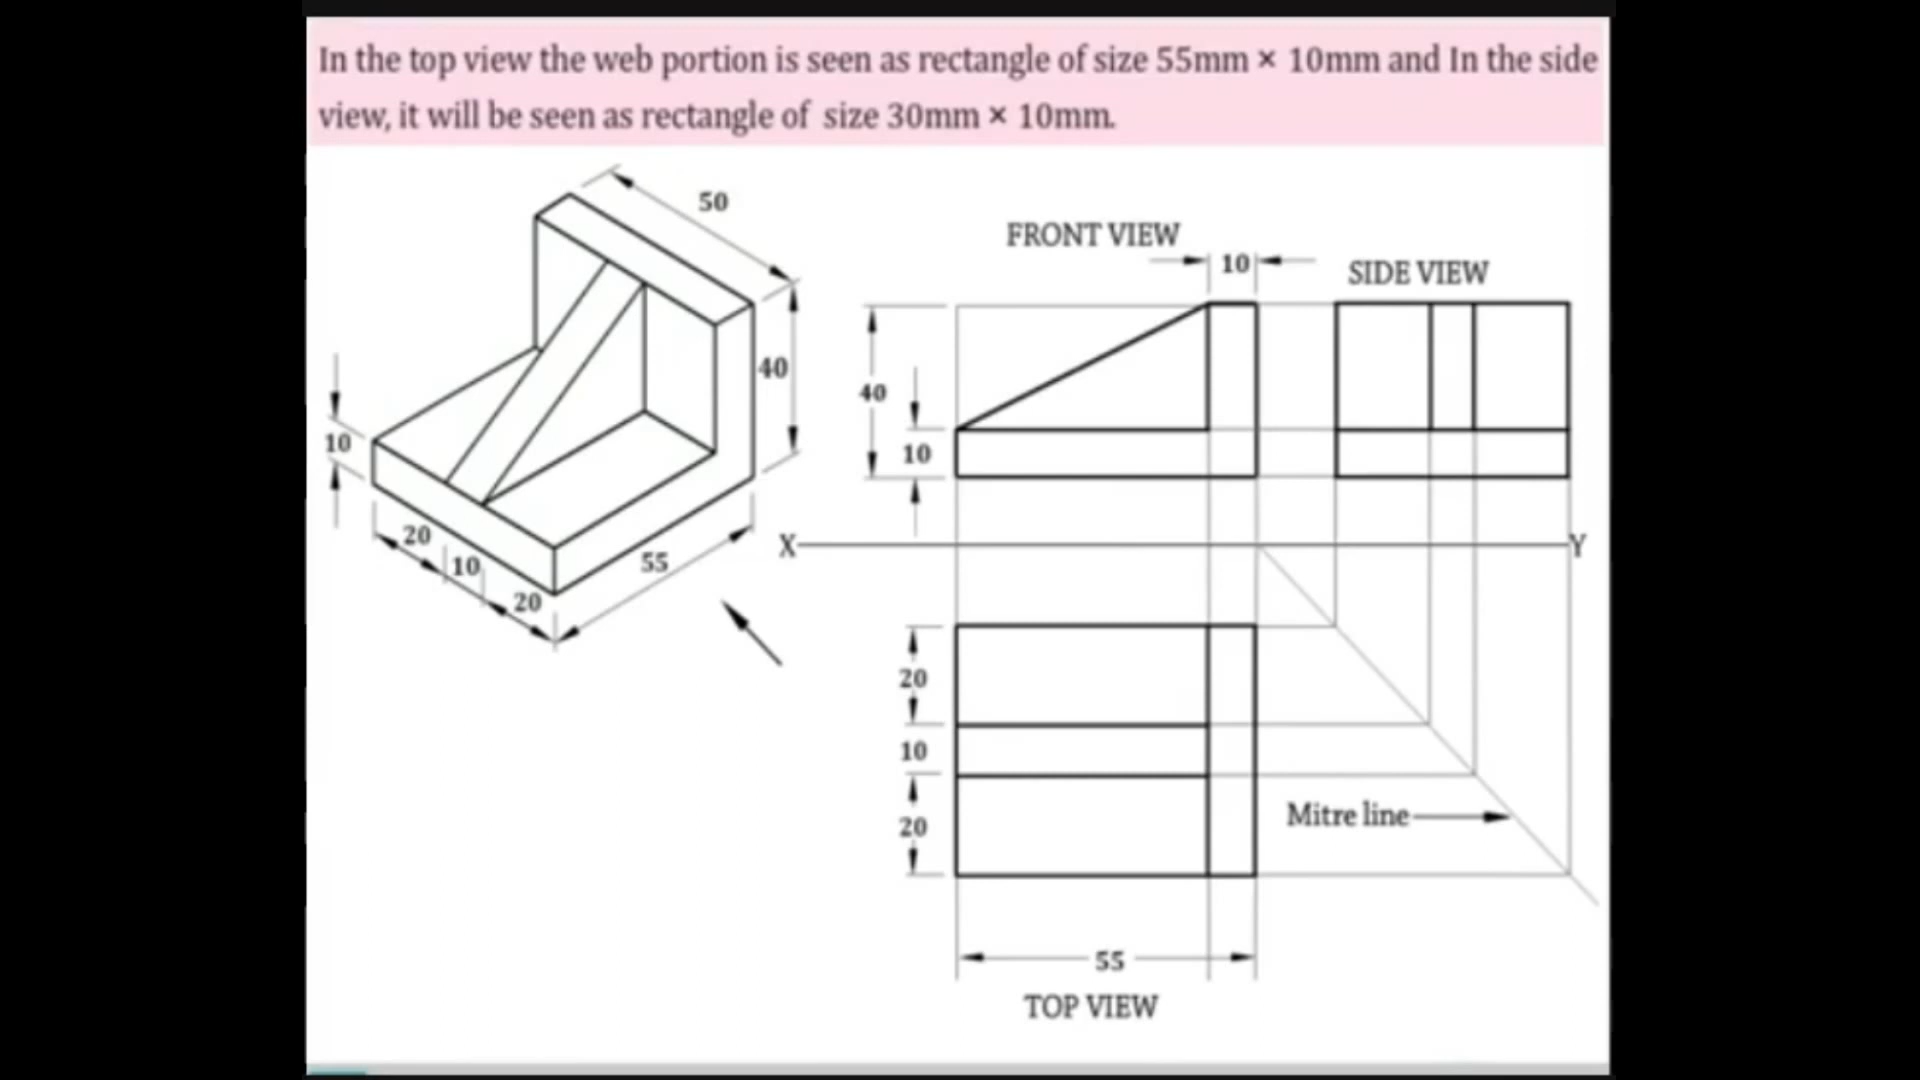 In the top view the web portion is seen as rectangle of size 55mm × 10mm and In the side
view, it will be seen as rectangle of size 30mm × 10mm.
50
40
10
20
10
20
55
FRONT VIEW
10
SIDE VIEW
40
10
X
Y
20
10
20
Mitre line
55
TOP VIEW